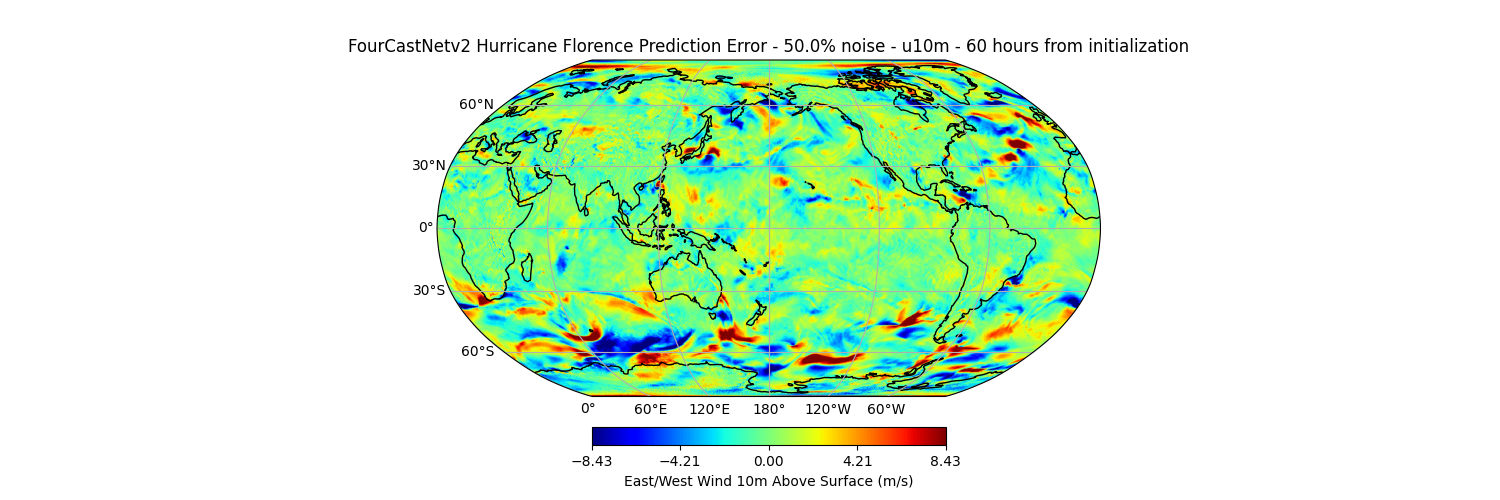 FourCastNetv2 Hurricane Florence Prediction Error - 50.0% noise - u10m - 60 hours from initialization
60°N
30°N
0°
30°S
60°S
0° 60°E 120°E 180° 120°W 60°W
−8.43 −4.21 0.00 4.21 8.43
East/West Wind 10m Above Surface (m/s)